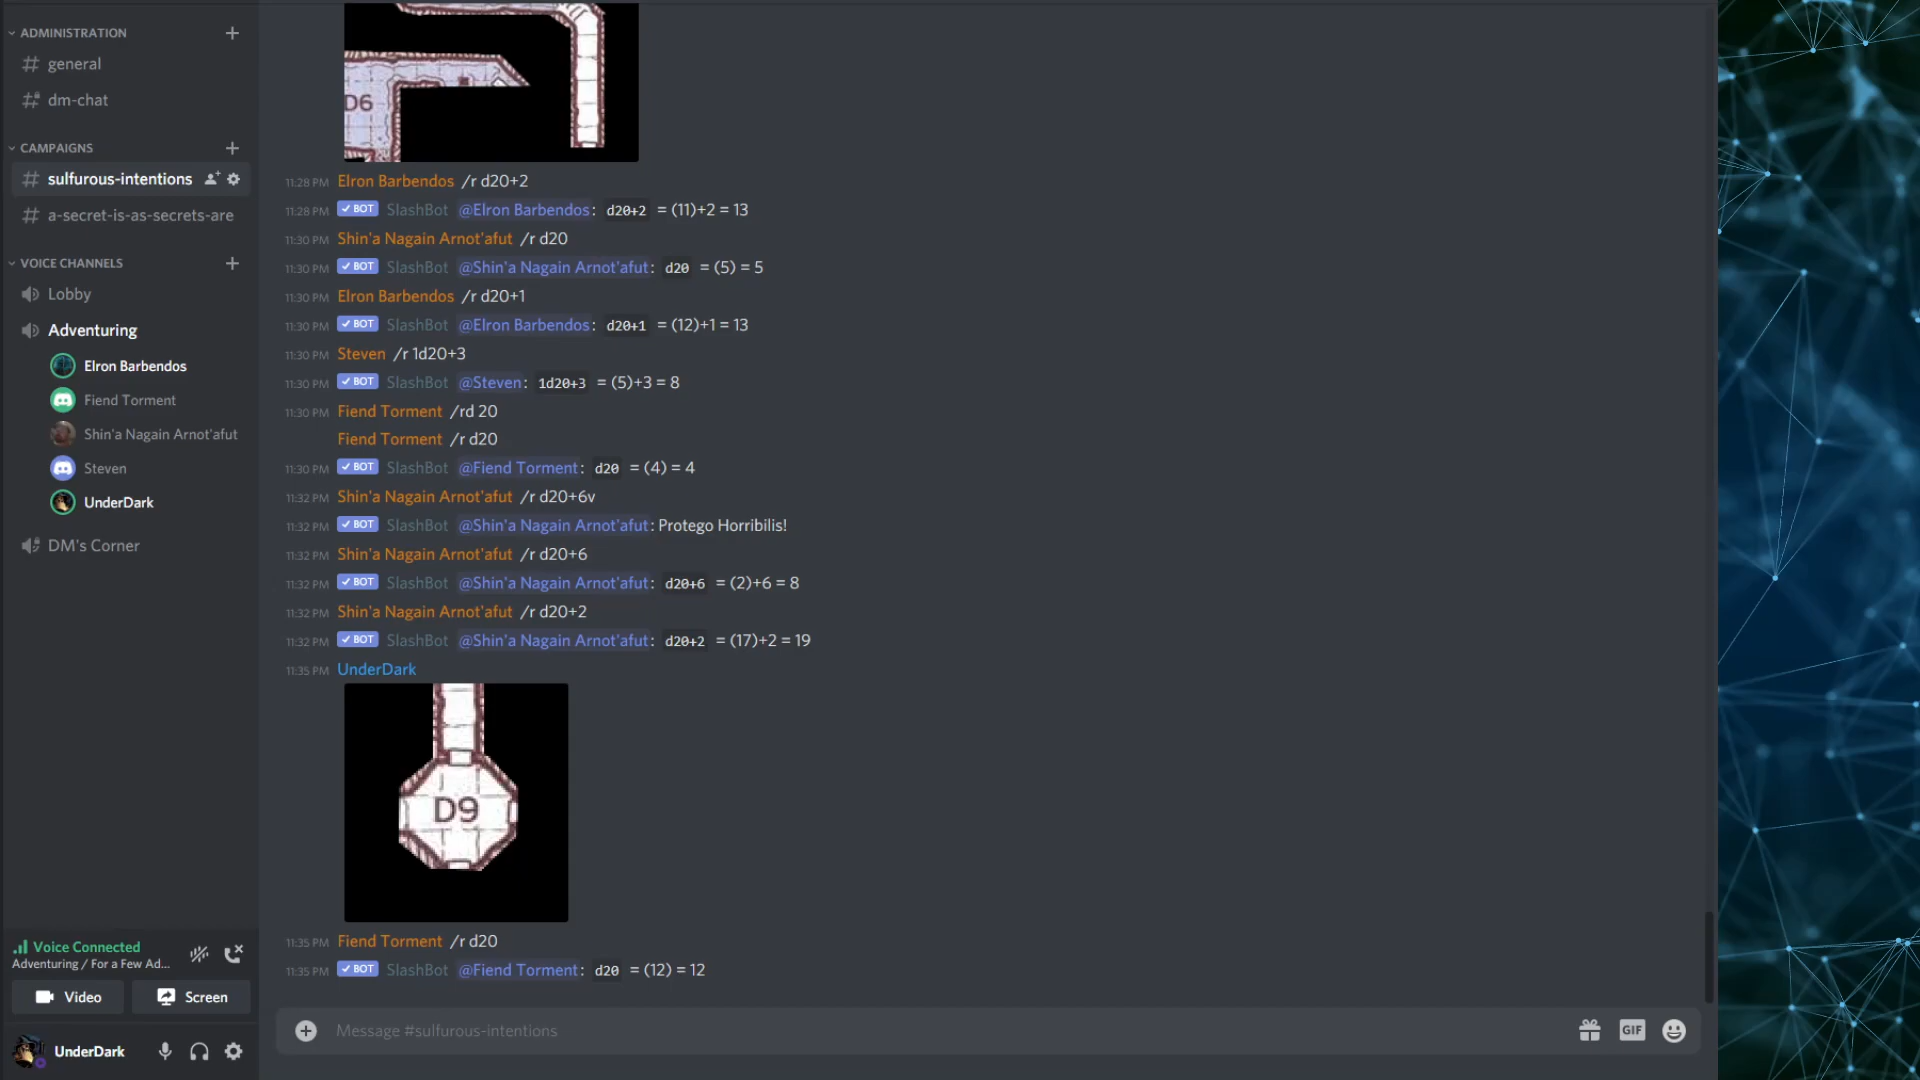 ADMINISTRATION
general
dm-chat
CAMPAIGNS
sulfurous-intentions
a-secret-is-as-secrets-are
VOICE CHANNELS
Lobby
Adventuring
Elron Barbendos
Fiend Torment
Shin'a Nagain Arnot'afut
Steven
UnderDark
DM's Corner
Voice Connected
Adventuring / For a Few Ad...
Video
Screen
UnderDark
D6
11:28 PM Elron Barbendos /r d20+2
11:28 PM BOT SlashBot @Elron Barbendos: d20+2 = (11)+2 = 13
11:30 PM Shin'a Nagain Arnot'afut /r d20
11:30 PM BOT SlashBot @Shin'a Nagain Arnot'afut: d20 = (5) = 5
11:30 PM Elron Barbendos /r d20+1
11:30 PM BOT SlashBot @Elron Barbendos: d20+1 = (12)+1 = 13
11:30 PM Steven /r 1d20+3
11:30 PM BOT SlashBot @Steven: 1d20+3 = (5)+3 = 8
11:30 PM Fiend Torment /rd 20
Fiend Torment /r d20
11:30 PM BOT SlashBot @Fiend Torment: d20 = (4) = 4
11:32 PM Shin'a Nagain Arnot'afut /r d20+6v
11:32 PM BOT SlashBot @Shin'a Nagain Arnot'afut: Protego Horribilis!
11:32 PM Shin'a Nagain Arnot'afut /r d20+6
11:32 PM BOT SlashBot @Shin'a Nagain Arnot'afut: d20+6 = (2)+6 = 8
11:32 PM Shin'a Nagain Arnot'afut /r d20+2
11:32 PM BOT SlashBot @Shin'a Nagain Arnot'afut: d20+2 = (17)+2 = 19
11:35 PM UnderDark
D9
11:35 PM Fiend Torment /r d20
11:35 PM BOT SlashBot @Fiend Torment: d20 = (12) = 12
Message #sulfurous-intentions
GIF